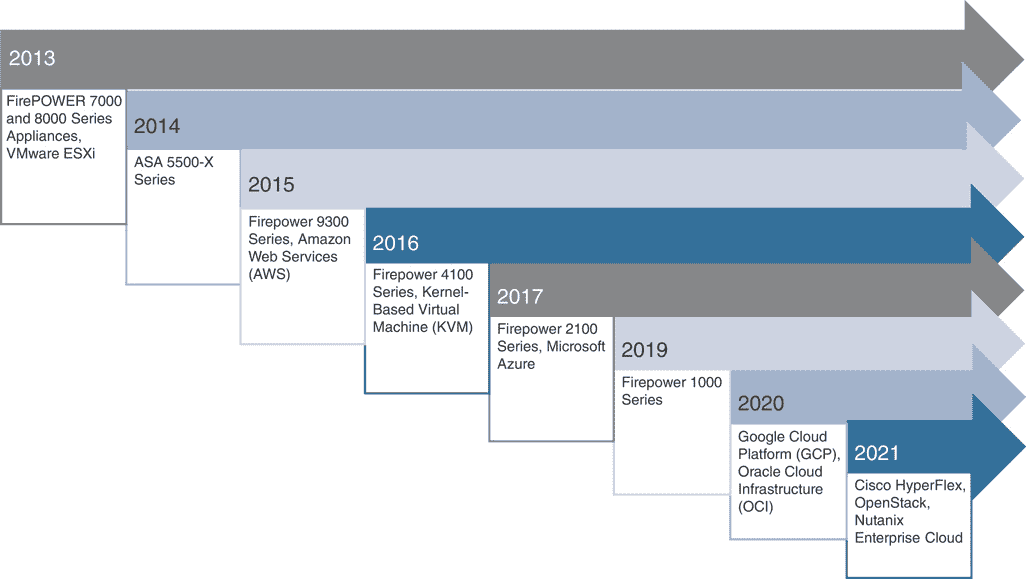 2013
FirePOWER 7000
and 8000 Series
Appliances,
VMware ESXi
2014
ASA 5500-X
Series
2015
Firepower 9300
Series, Amazon
Web Services
(AWS)
2016
Firepower 4100
Series, Kernel-
Based Virtual
Machine (KVM)
2017
Firepower 2100
Series, Microsoft
Azure
2019
Firepower 1000
Series
2020
Google Cloud
Platform (GCP),
Oracle Cloud
Infrastructure
(OCI)
2021
Cisco HyperFlex,
OpenStack,
Nutanix
Enterprise Cloud